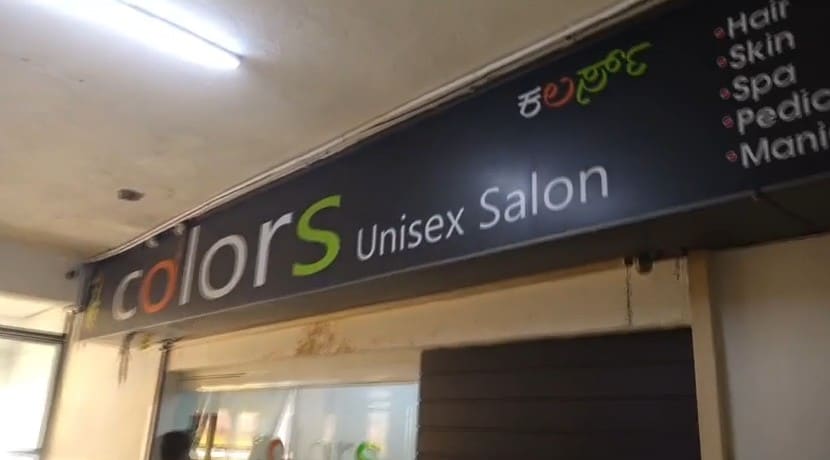 ಕಲರ್ಸ್
colors Unisex Salon
Hair
Skin
Spa
Pedic
Mani